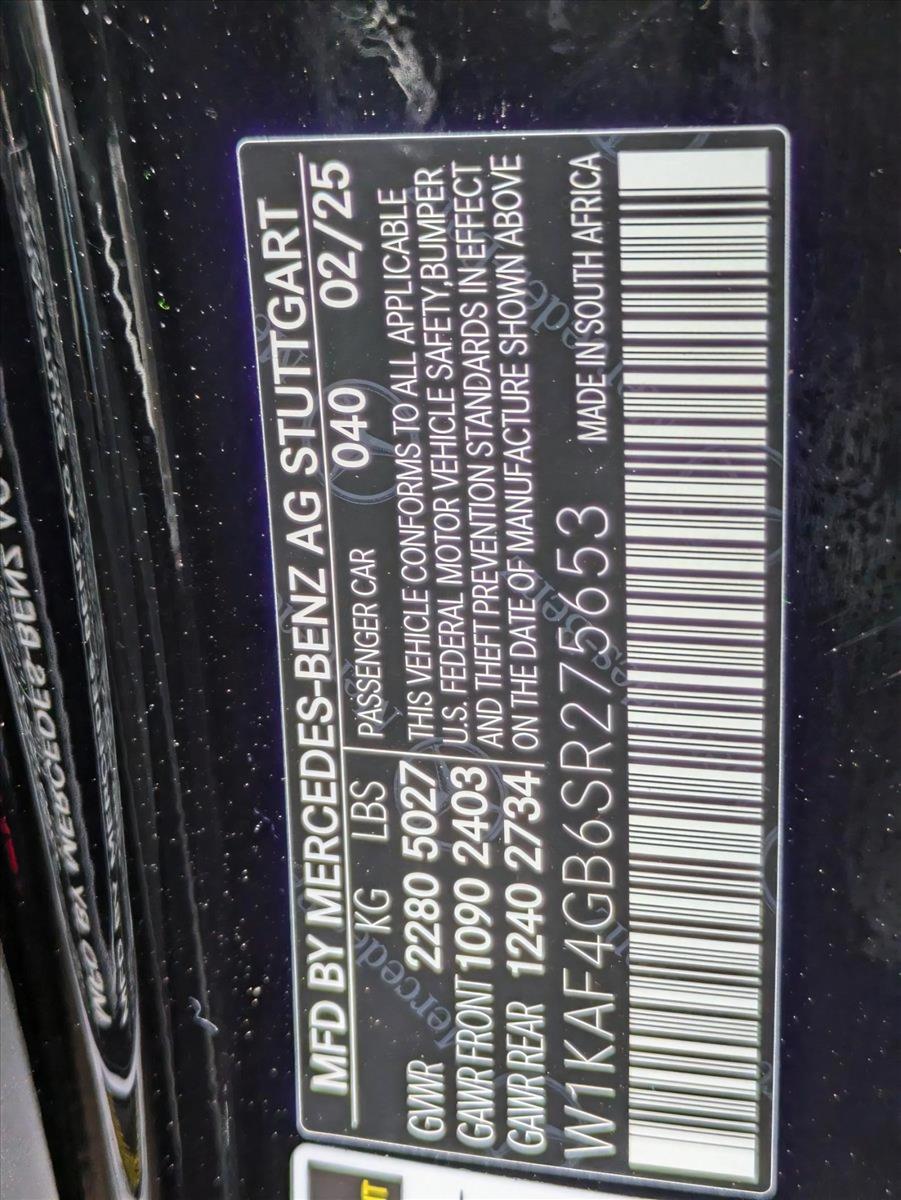 MFD BY MERCEDES-BENZ AG STUTTGART
KG LBS PASSENGER CAR 040 02/25
GWWR 2280 5027
GAWR FRONT 1090 2403
GAWR REAR 1240 2734
THIS VEHICLE CONFORMS TO ALL APPLICABLE
U.S. FEDERAL MOTOR VEHICLE SAFETY, BUMPER
AND THEFT PREVENTION STANDARDS IN EFFECT
ON THE DATE OF MANUFACTURE SHOWN ABOVE
W1KAF4GB6SR275653 MADE IN SOUTH AFRICA